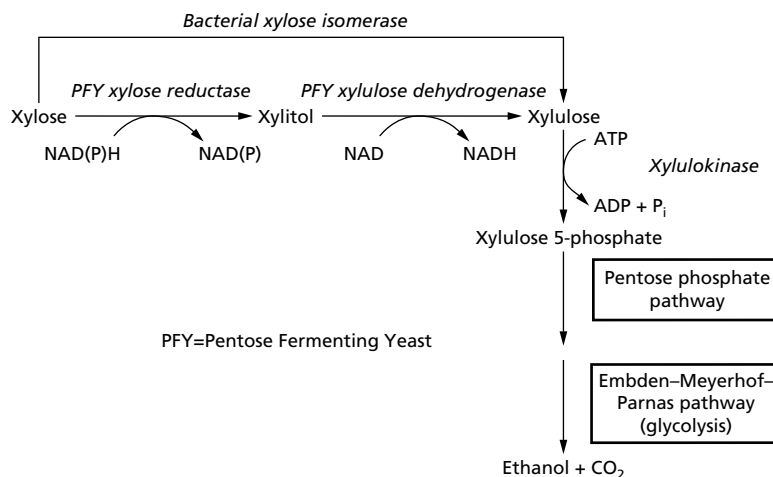 Bacterial xylose isomerase
PFY xylose reductase
PFY xylulose dehydrogenase
Xylose
Xylitol
Xylulose
NAD(P)H
NAD(P)
NAD
NADH
ATP
Xylulokinase
ADP + Pi
Xylulose 5-phosphate
Pentose phosphate
pathway
PFY=Pentose Fermenting Yeast
Embden–Meyerhof–
Parnas pathway
(glycolysis)
Ethanol + CO2